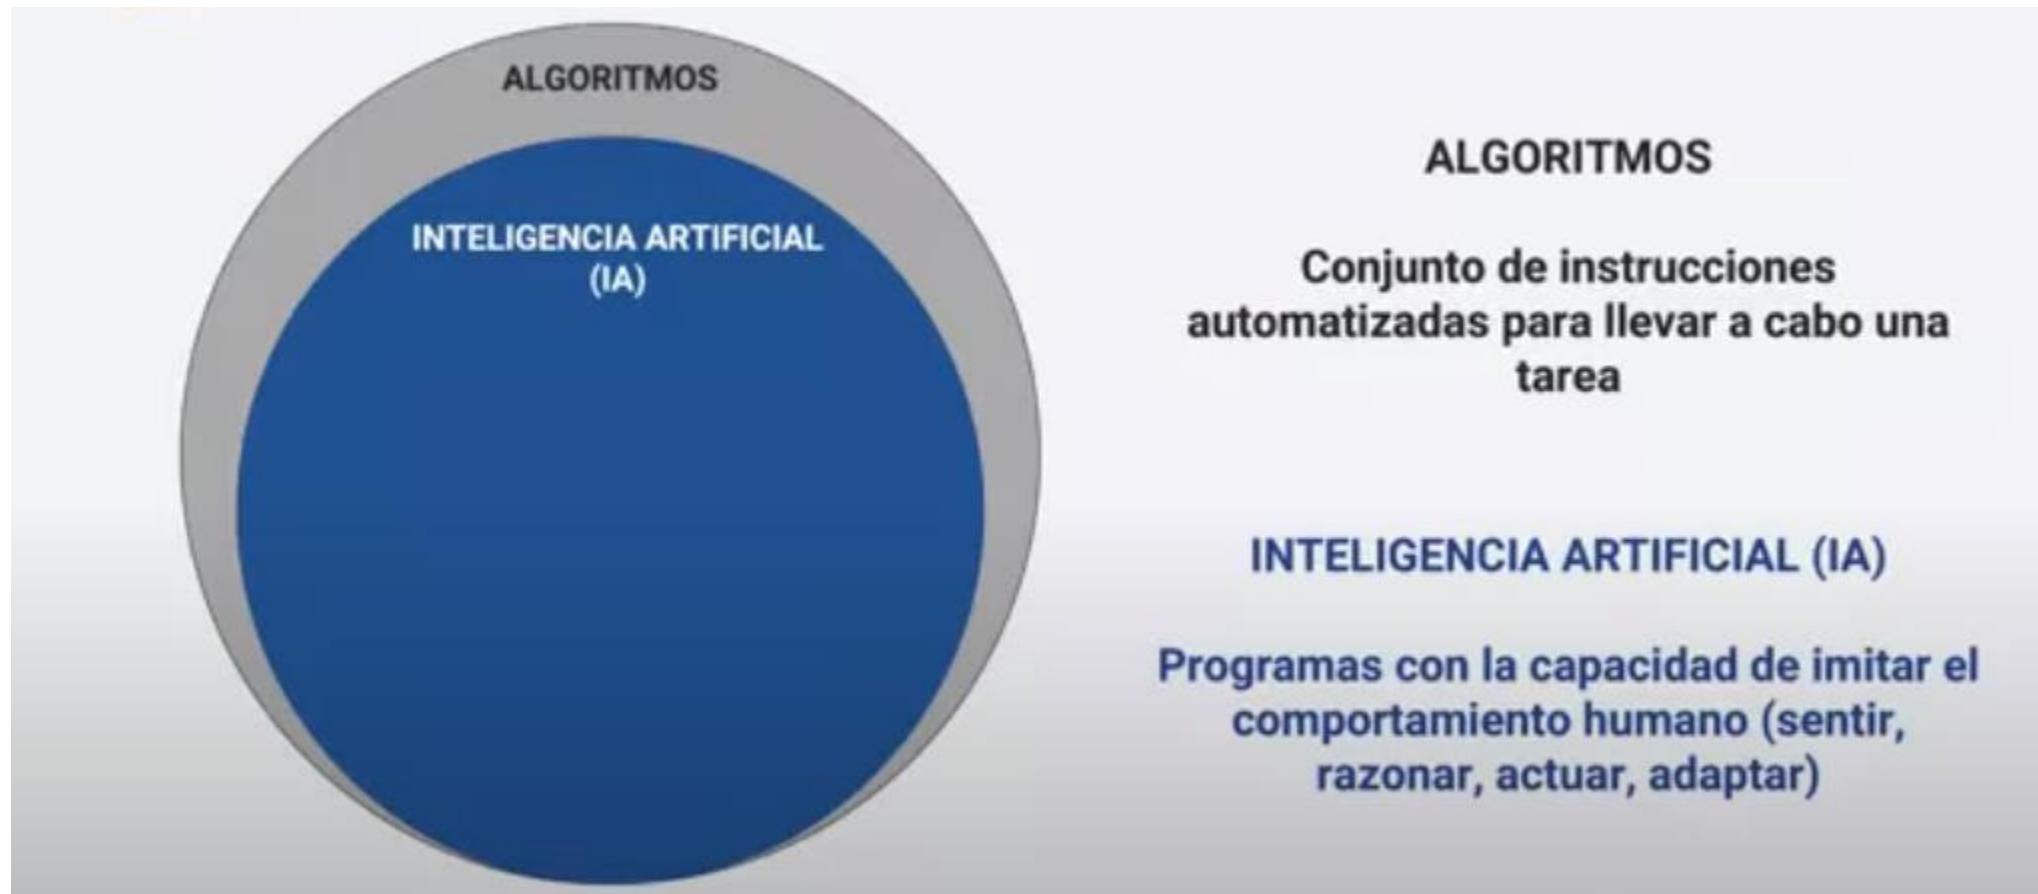 ALGORITMOS
INTELIGENCIA ARTIFICIAL
(IA)
ALGORITMOS
Conjunto de instrucciones
automatizadas para llevar a cabo una
tarea
INTELIGENCIA ARTIFICIAL (IA)
Programas con la capacidad de imitar el
comportamiento humano (sentir,
razonar, actuar, adaptar)